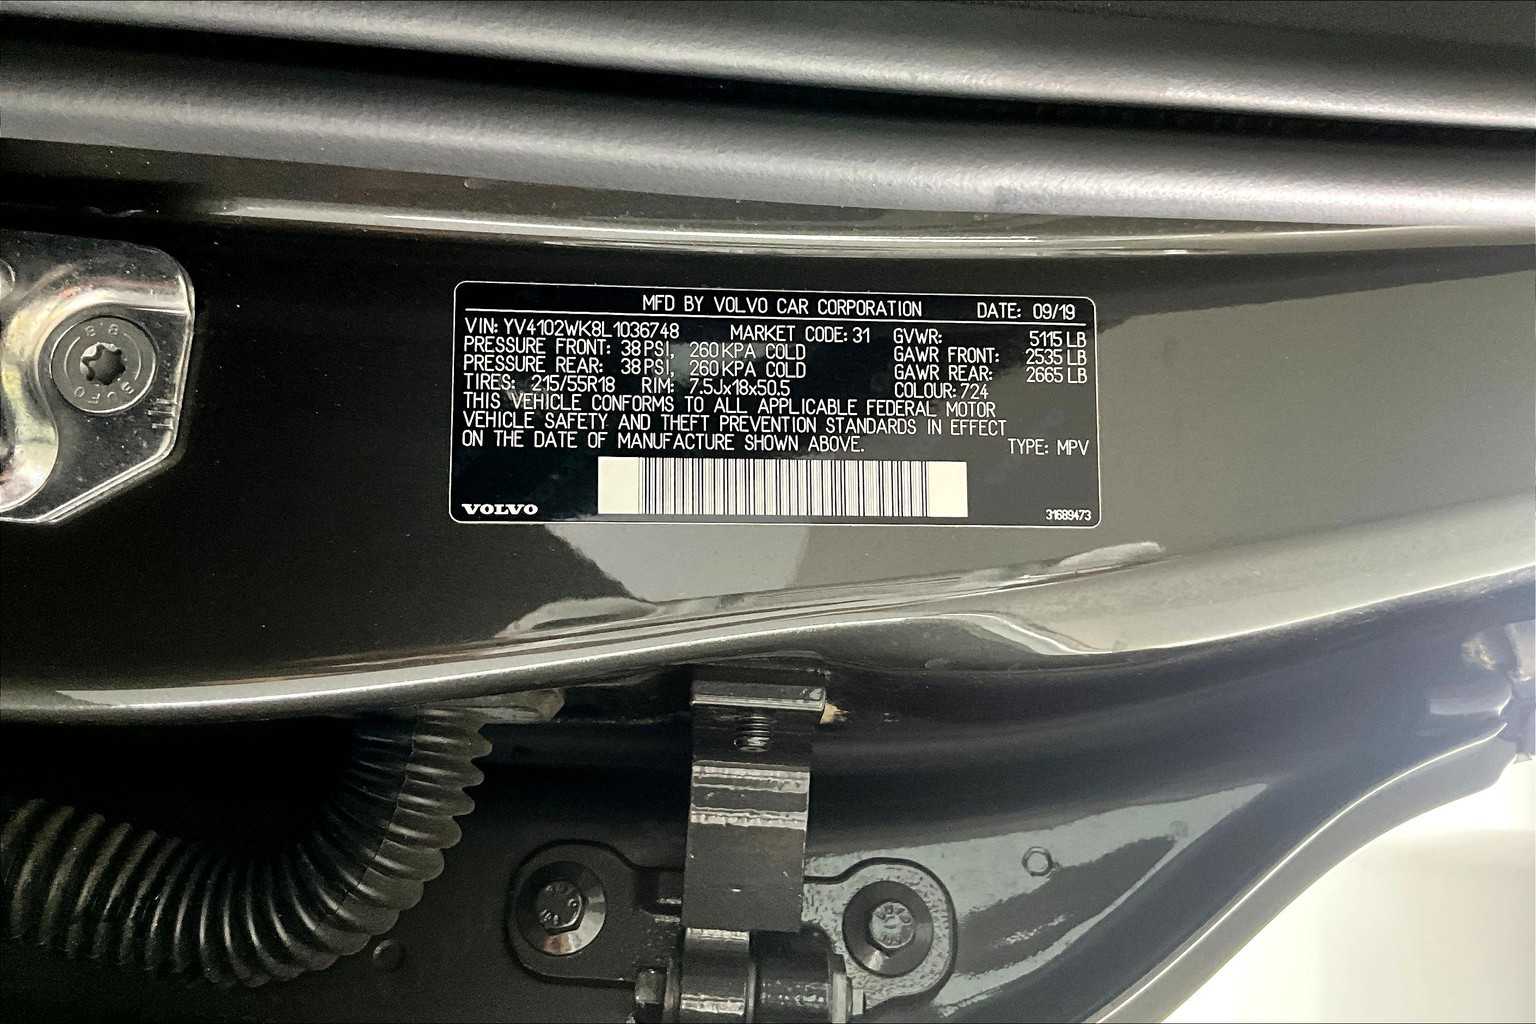 MFD BY VOLVO CAR CORPORATION DATE: 09/19
VIN: YV4102WK8L1036748 MARKET CODE: 31 GVWR: 5115 LB
PRESSURE FRONT: 38 PSI, 260 KPA COLD GAWR FRONT: 2535 LB
PRESSURE REAR: 38 PSI, 260 KPA COLD GAWR REAR: 2665 LB
TIRES: 215/55R18 RIM: 7.5Jx18x50.5 COLOUR: 724
THIS VEHICLE CONFORMS TO ALL APPLICABLE FEDERAL MOTOR
VEHICLE SAFETY AND THEFT PREVENTION STANDARDS IN EFFECT
ON THE DATE OF MANUFACTURE SHOWN ABOVE. TYPE: MPV
VOLVO 31689473
8.8
BUFO